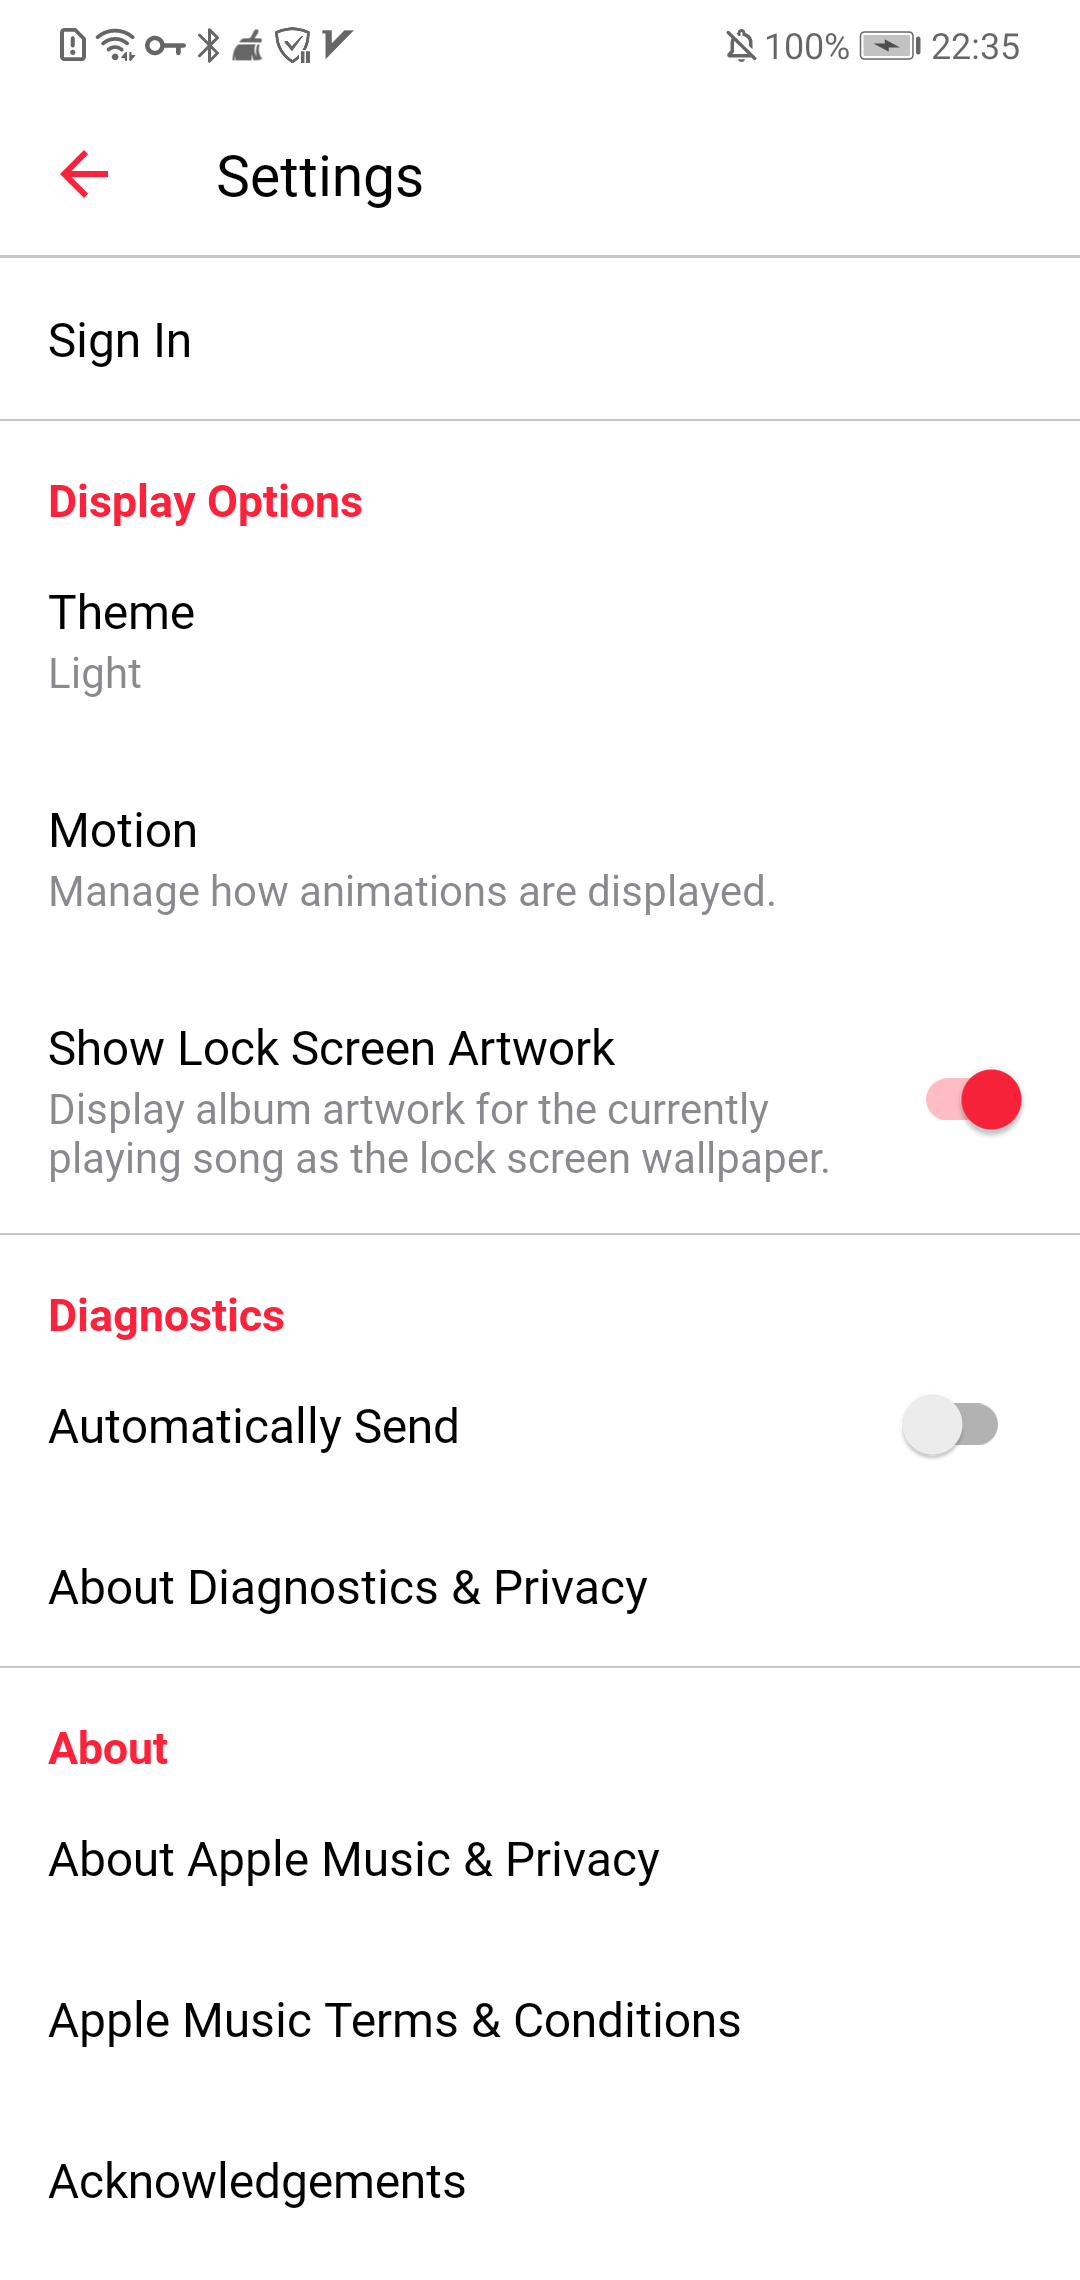 100% 22:35
Settings
Sign In
Display Options
Theme
Light
Motion
Manage how animations are displayed.
Show Lock Screen Artwork
Display album artwork for the currently
playing song as the lock screen wallpaper.
Diagnostics
Automatically Send
About Diagnostics & Privacy
About
About Apple Music & Privacy
Apple Music Terms & Conditions
Acknowledgements